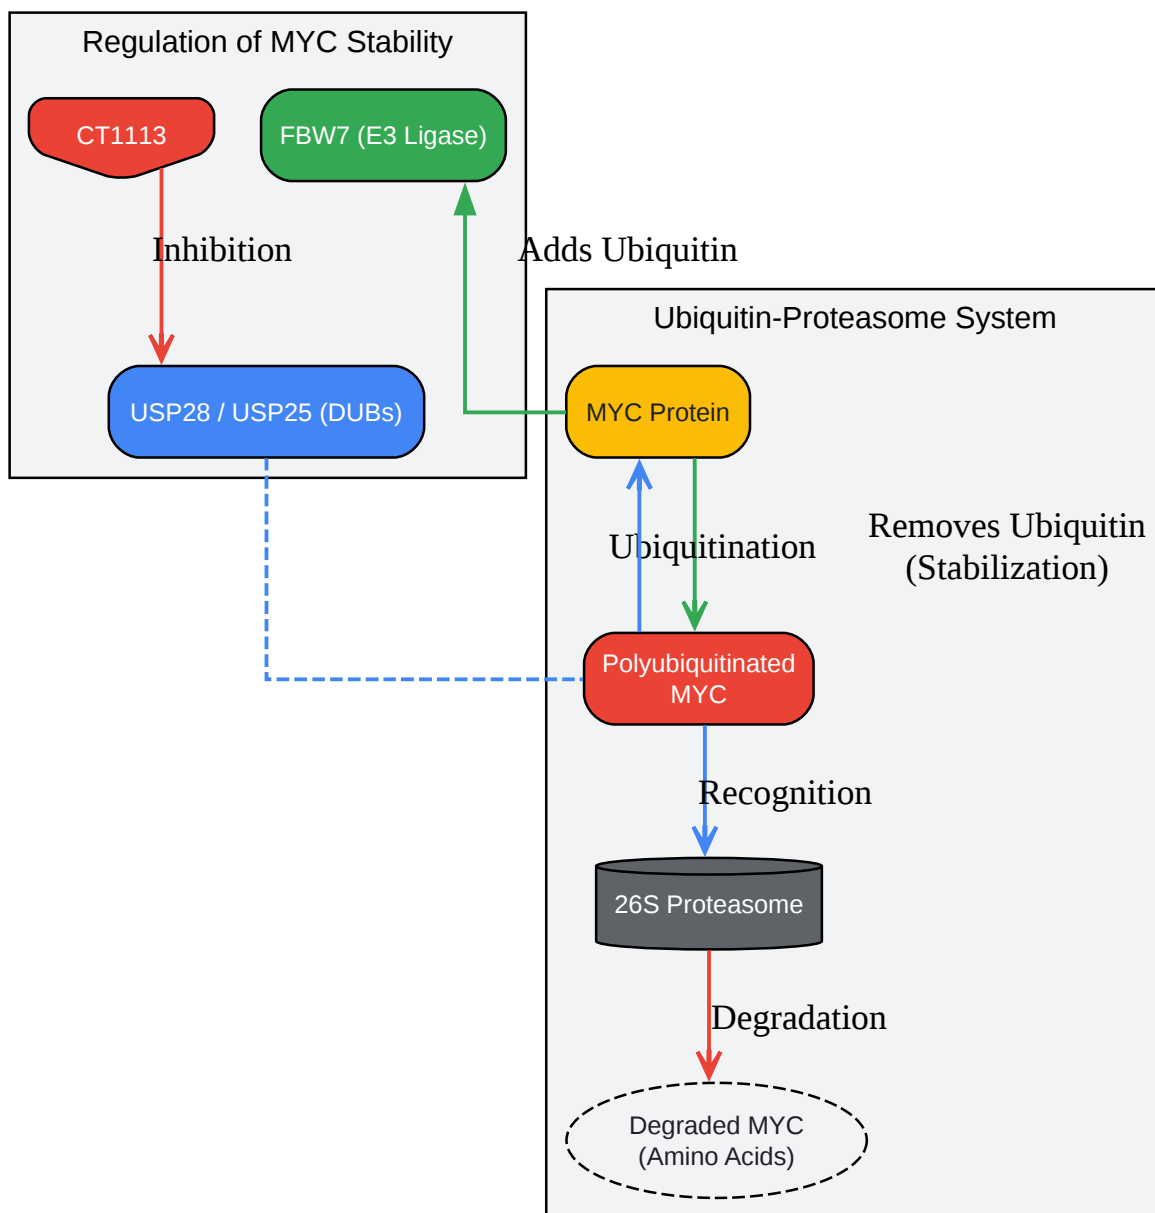 Regulation of MYC Stability
CT1113
FBW7 (E3 Ligase)
Inhibition
Adds Ubiquitin
Ubiquitin-Proteasome System
USP28 / USP25 (DUBs)
MYC Protein
Ubiquitination
Removes Ubiquitin
(Stabilization)
Polyubiquitinated
MYC
Recognition
26S Proteasome
Degradation
Degraded MYC
(Amino Acids)